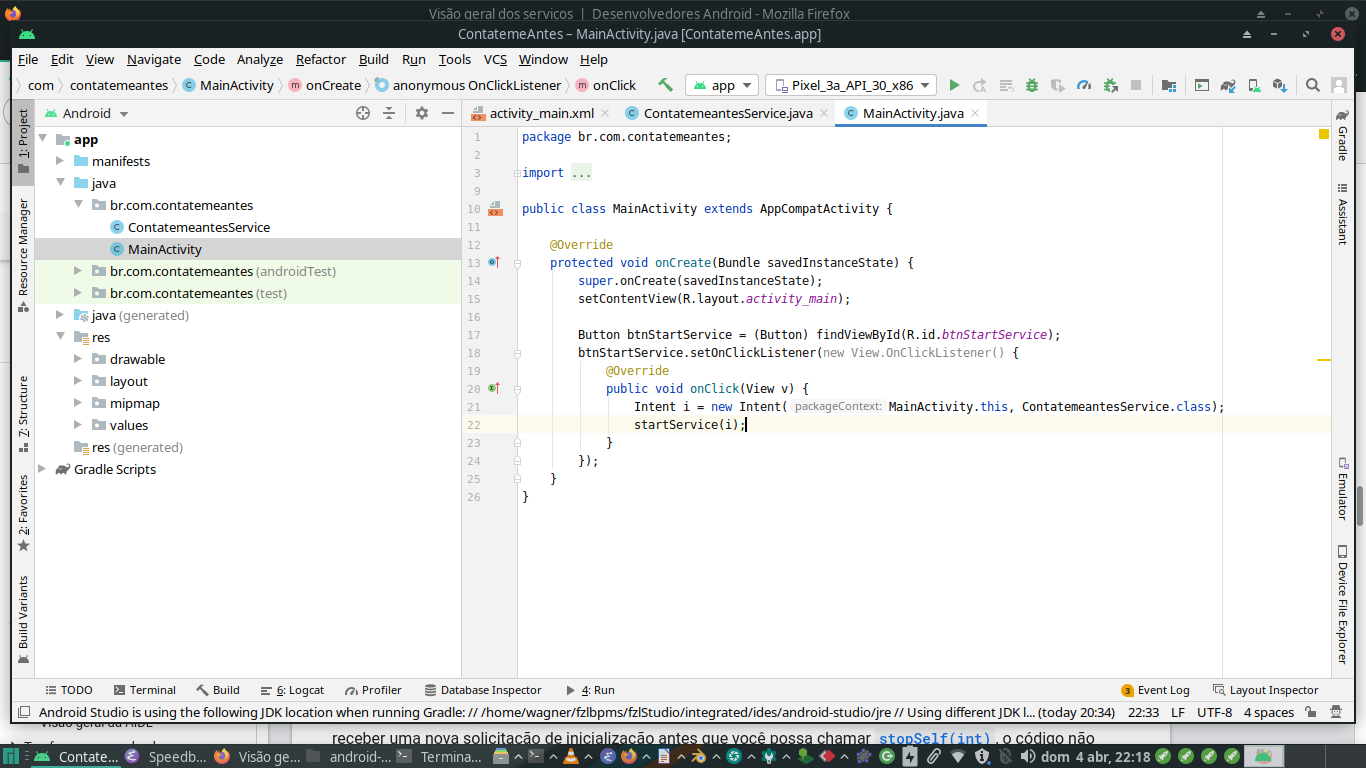 Visão geral dos servicos | Desenvolvedores Android - Mozilla Firefox
ContatemeAntes – MainActivity.java [ContatemeAntes.app]
File Edit View Navigate Code Analyze Refactor Build Run Tools VCS Window Help
com contatemeantes MainActivity onCreate anonymous OnClickListener onClick app Pixel_3a_API_30_x86
Android
activity_main.xml ContatemeantesService.java MainActivity.java
1: Project
Resource Manager
7: Structure
2: Favorites
Build Variants
app
manifests
java
br.com.contatemeantes
ContatemeantesService
MainActivity
br.com.contatemeantes (androidTest)
br.com.contatemeantes (test)
java (generated)
res
drawable
layout
mipmap
values
res (generated)
Gradle Scripts
1 package br.com.contatemeantes;
2
3 import ...
9
10 public class MainActivity extends AppCompatActivity {
11
12 @Override
13 protected void onCreate(Bundle savedInstanceState) {
14 super.onCreate(savedInstanceState);
15 setContentView(R.layout.activity_main);
16
17 Button btnStartService = (Button) findViewById(R.id.btnStartService);
18 btnStartService.setOnClickListener(new View.OnClickListener() {
19 @Override
20 public void onClick(View v) {
21 Intent i = new Intent( packageContext: MainActivity.this, ContatemeantesService.class);
22 startService(i);
23 }
24 });
25 }
26 }
Gradle
Assistant
Emulator
Device File Explorer
TODO Terminal Build 6: Logcat Profiler Database Inspector 4: Run 3 Event Log Layout Inspector
Android Studio is using the following JDK location when running Gradle: // /home/wagner/fzlbpms/fzlStudio/integrated/ides/android-studio/jre // Using different JDK l... (today 20:34) 22:33 LF UTF-8 4 spaces
receber uma nova solicitação de inicialização antes que você possa chamar stopSelf(int), o código não
Contate... Speedb... Visão ge... android-... Termina... dom 4 abr, 22:18